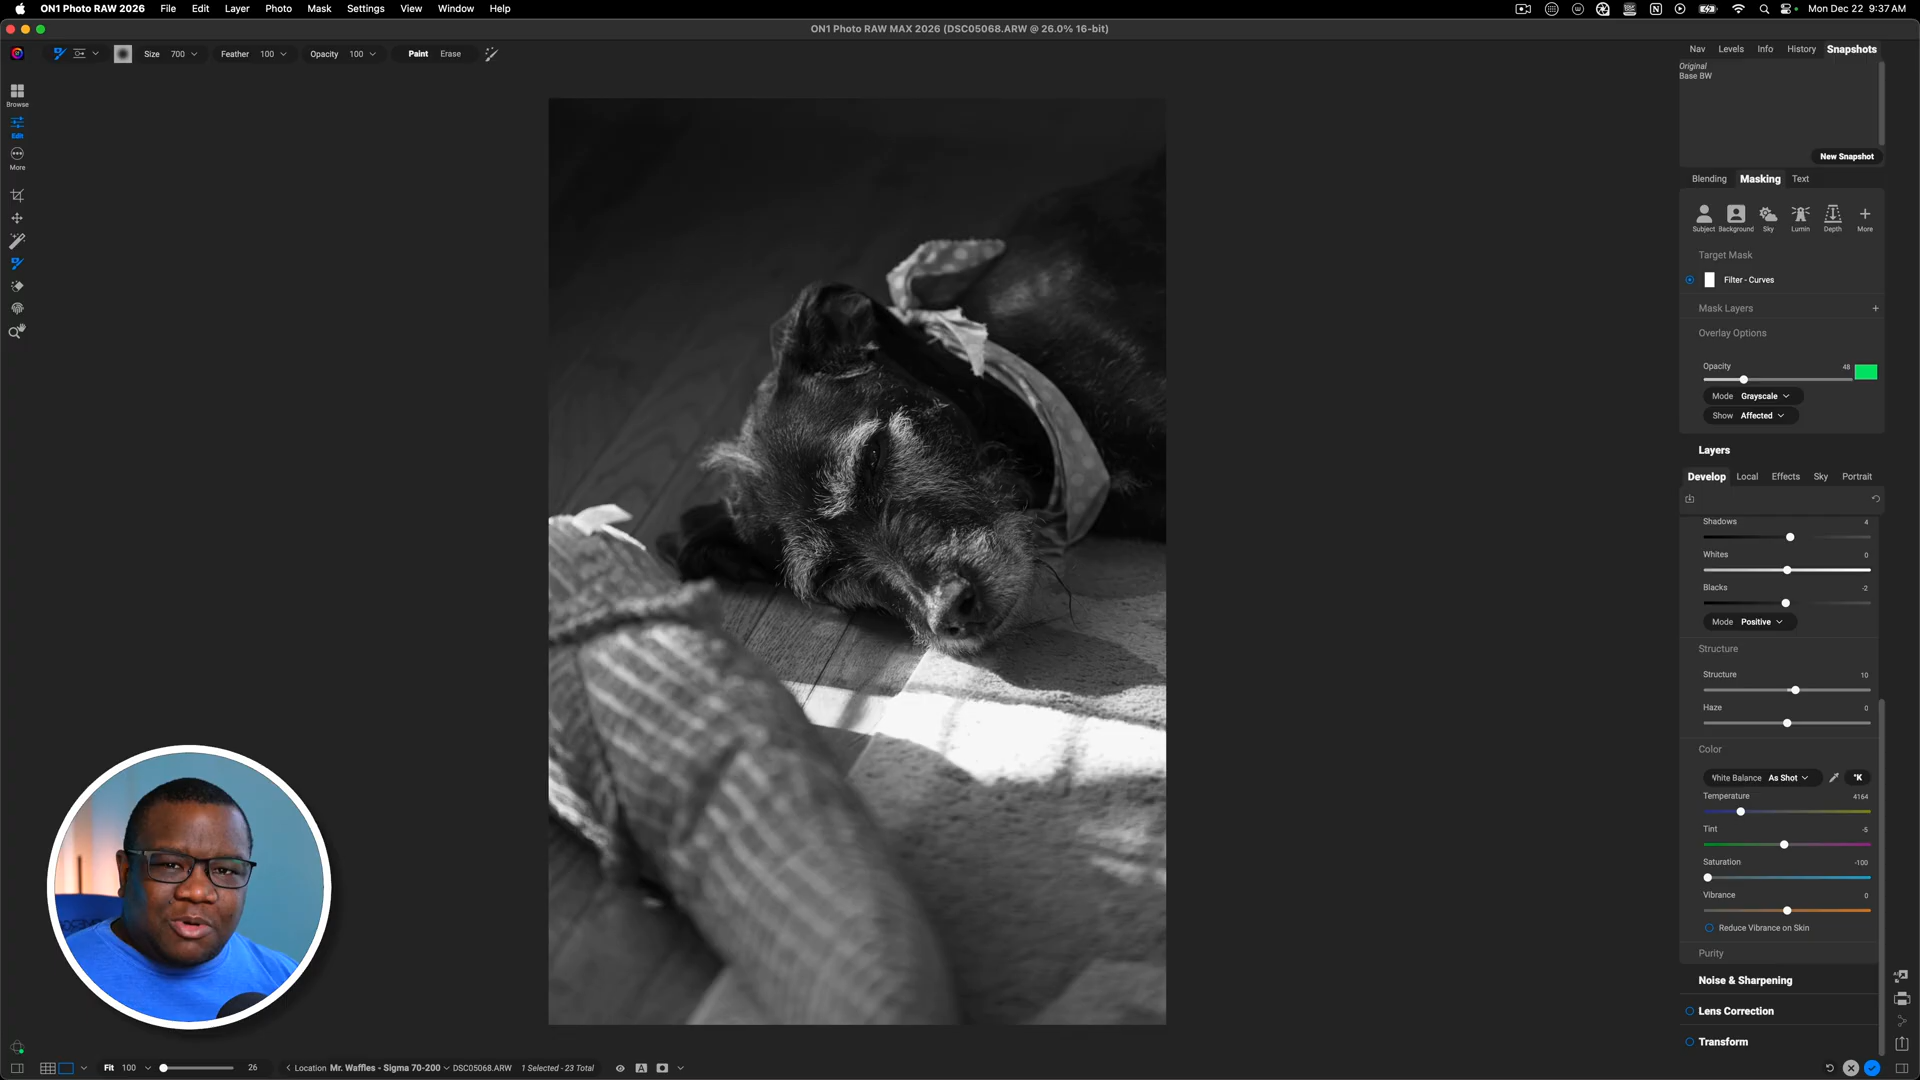 ON1 Photo RAW MAX 2026 File Edit Layer Photo Mask Settings View Window Help Mon Dec 22 9:37 AM
ON1 Photo RAW MAX 2026 (DSC05068.ARW @ 26.0% 16-bit)
Size 700 Feather 100 Opacity 100 Paint Erase
Nav Levels Info History Snapshots
Original
Base BW
New Snapshot
Browse
Edit
More
Blending Masking Text
Subject Background Sky Lumin Depth More
Target Mask
Filter - Curves
Mask Layers +
Overlay Options
Opacity 48
Mode Grayscale
Show Affected
Layers
Develop Local Effects Sky Portrait
Shadows 4
Whites 0
Blacks -2
Mode Positive
Structure
Structure 10
Haze 0
Color
White Balance As Shot °K
Temperature 4164
Tint -5
Saturation -100
Vibrance 0
Reduce Vibrance on Skin
Purity
Noise & Sharpening
Lens Correction
Transform
Fit 100 26 Location Mr. Waffles - Sigma 70-200 DSC05068.ARW 1 Selected - 23 Total A